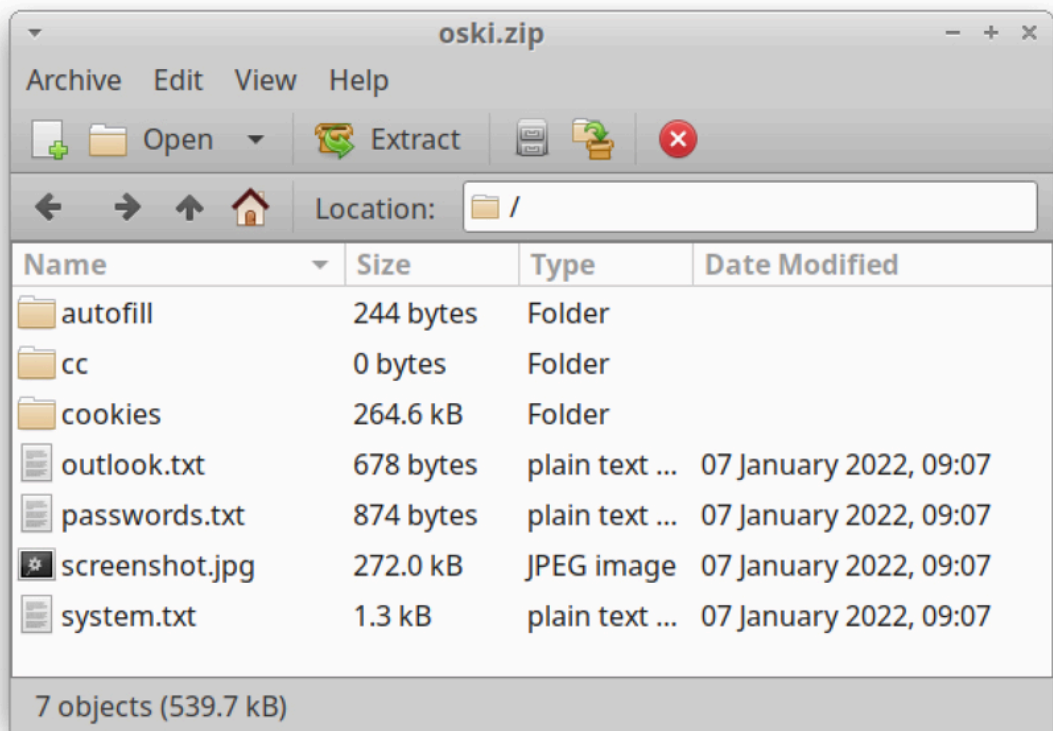 oski.zip
Archive Edit View Help
Open Extract
Location: /
Name Size Type Date Modified
autofill 244 bytes Folder
cc 0 bytes Folder
cookies 264.6 kB Folder
outlook.txt 678 bytes plain text ... 07 January 2022, 09:07
passwords.txt 874 bytes plain text ... 07 January 2022, 09:07
screenshot.jpg 272.0 kB JPEG image 07 January 2022, 09:07
system.txt 1.3 kB plain text ... 07 January 2022, 09:07
7 objects (539.7 kB)